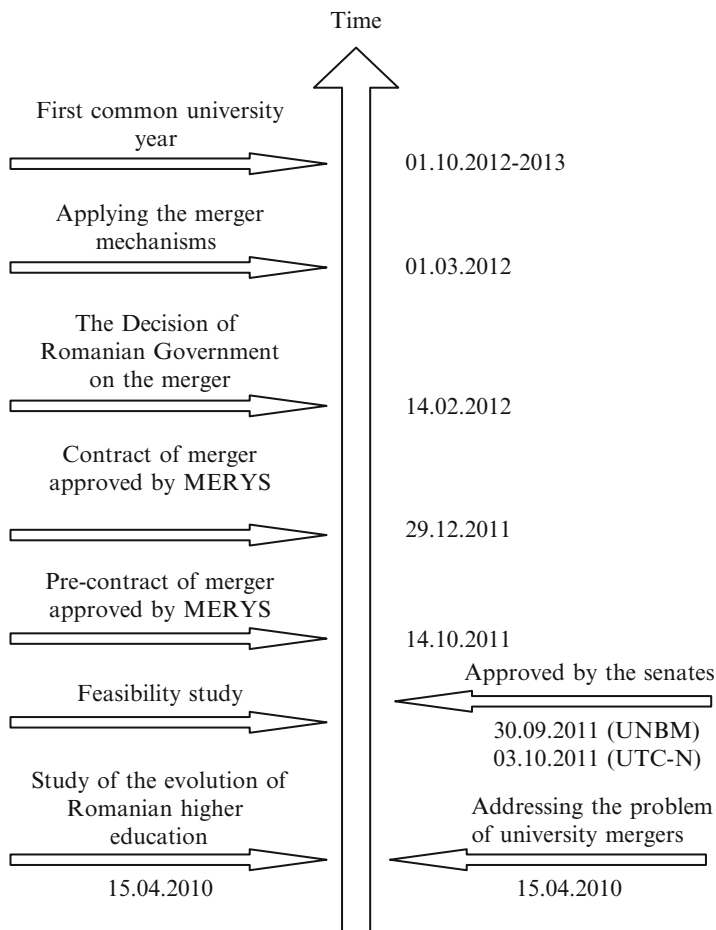 Time
First common university
year
01.10.2012-2013
Applying the merger
mechanisms
01.03.2012
The Decision of
Romanian Government
on the merger
14.02.2012
Contract of merger
approved by MERYS
29.12.2011
Pre-contract of merger
approved by MERYS
14.10.2011
Approved by the senates
30.09.2011 (UNBM)
03.10.2011 (UTC-N)
Feasibility study
Study of the evolution of
Romanian higher
education
15.04.2010
Addressing the problem
of university mergers
15.04.2010